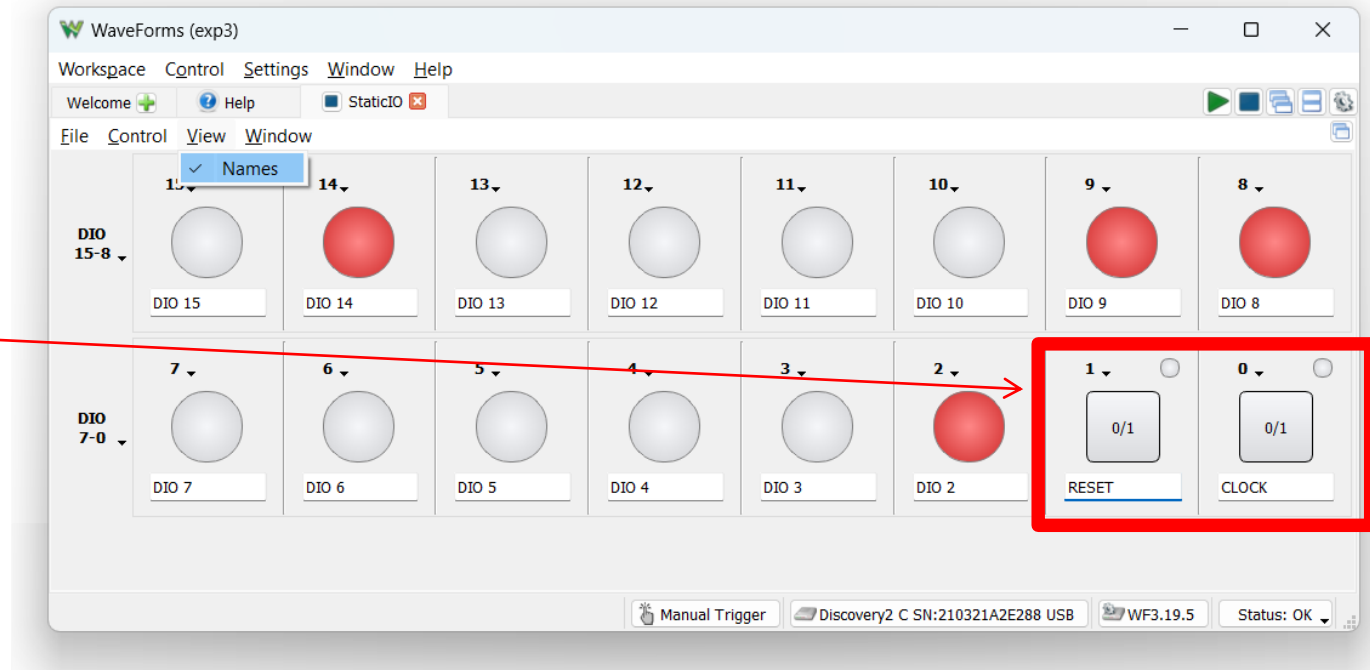 WaveForms (exp3)
Workspace Control Settings Window Help
Welcome Help StaticIO
File Control View Window
Names
14 13 12 11 10 9 8
DIO
15-8
DIO 15 DIO 14 DIO 13 DIO 12 DIO 11 DIO 10 DIO 9 DIO 8
7 6 5 4 3 2 1 0
DIO
7-0
0/1 0/1
DIO 7 DIO 6 DIO 5 DIO 4 DIO 3 DIO 2 RESET CLOCK
Manual Trigger Discovery2 C SN:210321A2E288 USB WF3.19.5 Status: OK